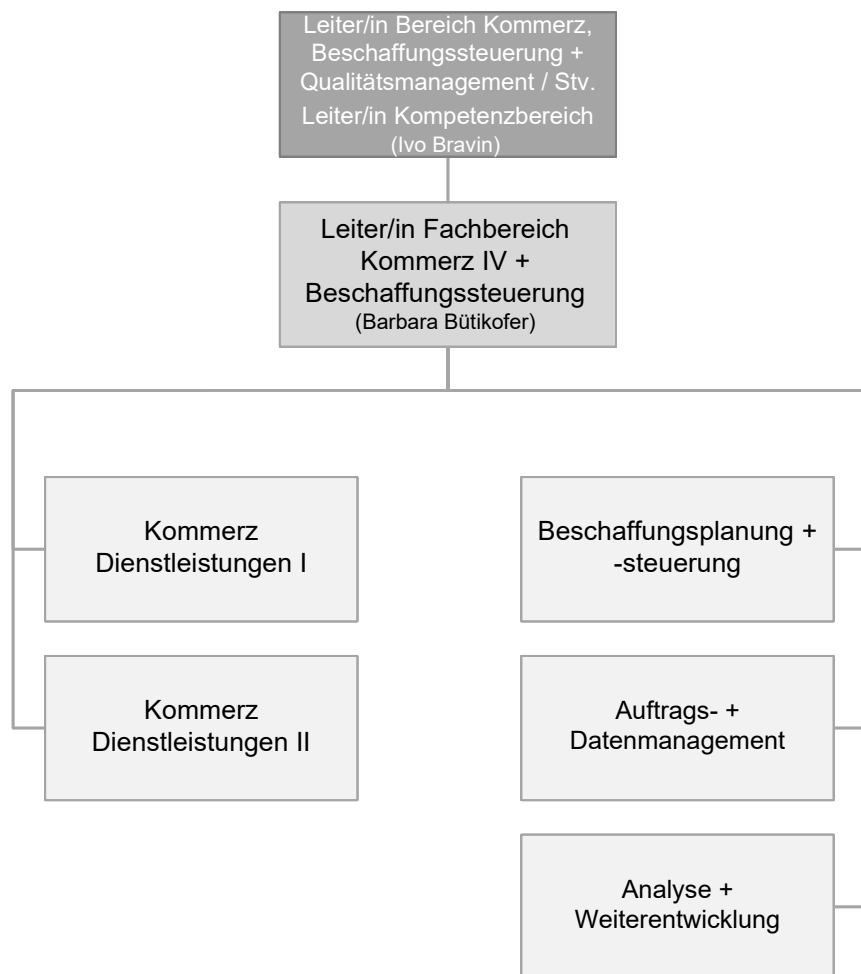 Leiter/in Bereich Kommerz,
Beschaffungssteuerung +
Qualitätsmanagement / Stv.
Leiter/in Kompetenzbereich
(Ivo Bravin)
Leiter/in Fachbereich
Kommerz IV +
Beschaffungssteuerung
(Barbara Bütikofer)
Kommerz
Dienstleistungen I
Beschaffungsplanung +
-steuerung
Kommerz
Dienstleistungen II
Auftrags- +
Datenmanagement
Analyse +
Weiterentwicklung